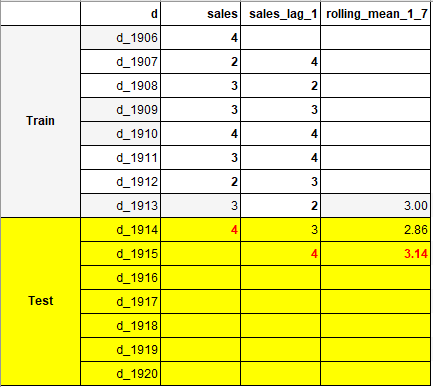 d sales sales_lag_1 rolling_mean_1_7
Train
d_1906 4
d_1907 2 4
d_1908 3 2
d_1909 3 3
d_1910 4 4
d_1911 3 4
d_1912 2 3
d_1913 3 2 3.00
Test
d_1914 4 3 2.86
d_1915 4 3.14
d_1916
d_1917
d_1918
d_1919
d_1920